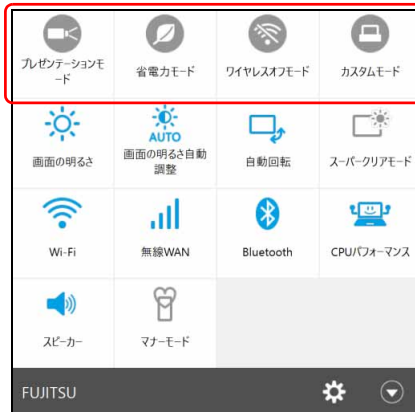 プレゼンテーションモ
ード
省電力モード
ワイヤレスオフモード
カスタムモード
画面の明るさ
AUTO
画面の明るさ自動
調整
自動回転
スーパークリアモード
Wi-Fi
無線WAN
Bluetooth
CPUパフォーマンス
スピーカー
マナーモード
FUJITSU